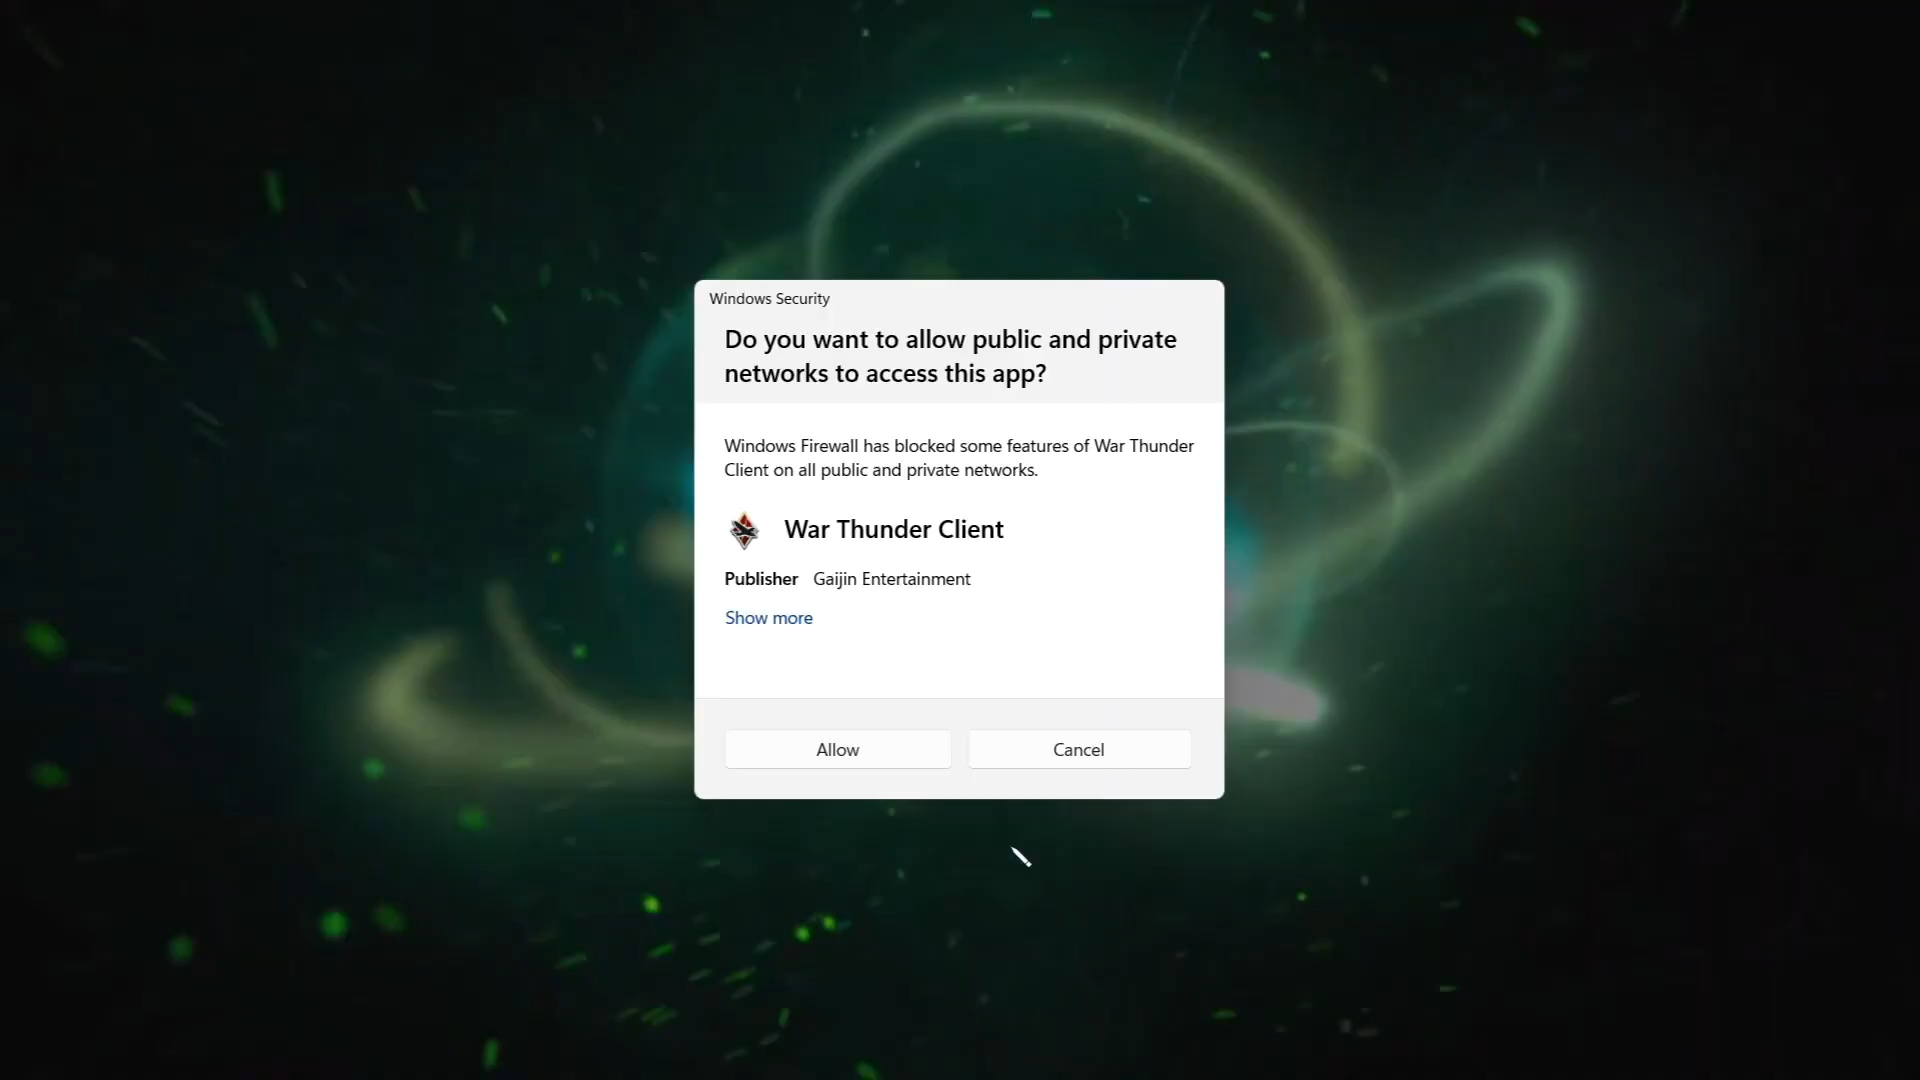 Windows Security
Do you want to allow public and private
networks to access this app?
Windows Firewall has blocked some features of War Thunder
Client on all public and private networks.
War Thunder Client
Publisher Gaijin Entertainment
Show more
Allow Cancel